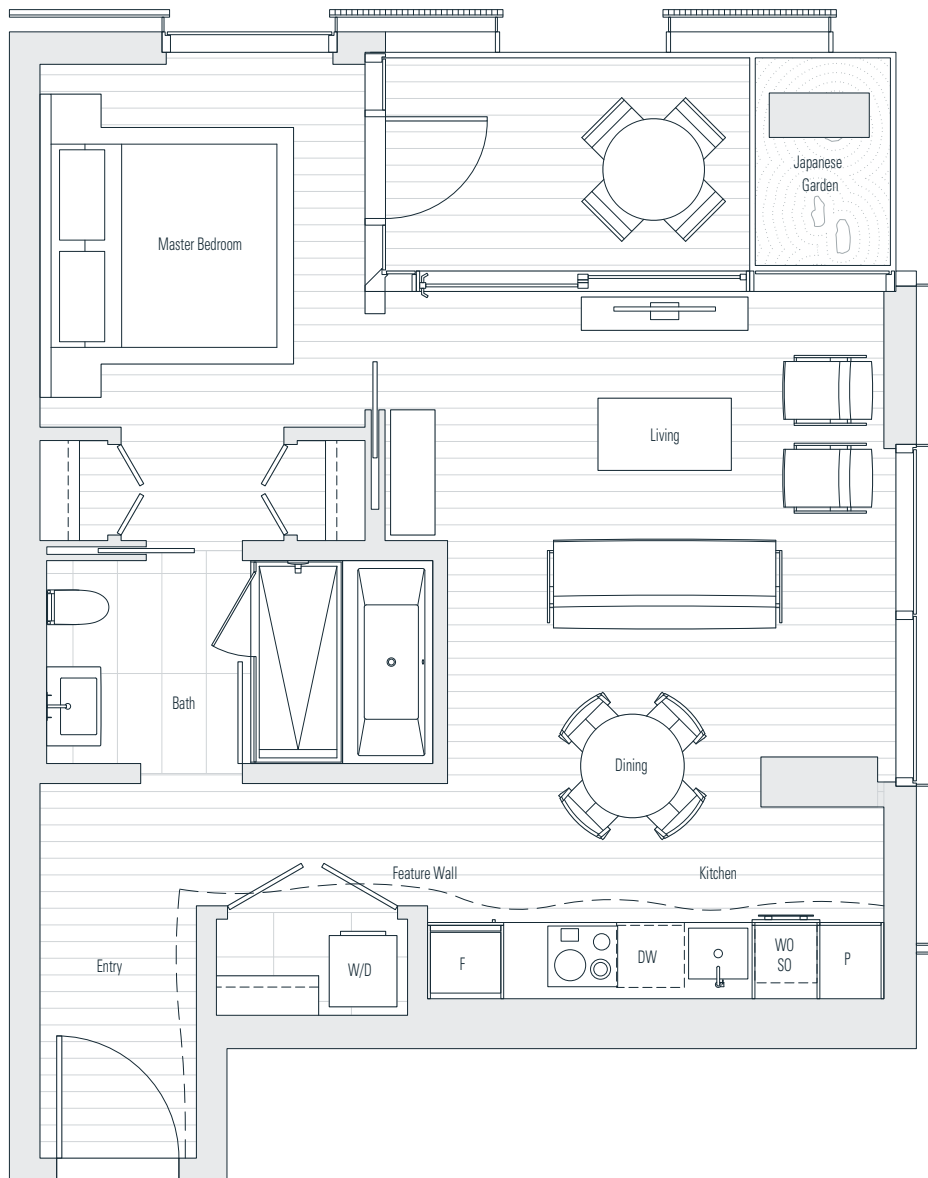 Japanese
Garden
Master Bedroom
Living
Bath
Dining
Feature Wall
Kitchen
Entry
W/D
F
DW
WO
SO
P